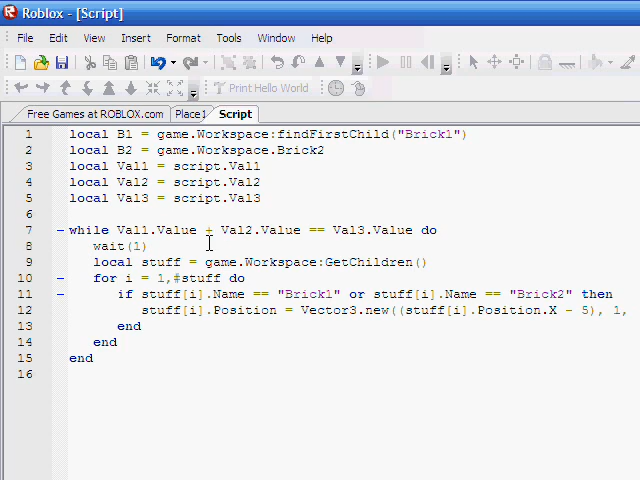 Roblox - [Script]
File Edit View Insert Format Tools Window Help
Print Hello World
Free Games at ROBLOX.com Place1 Script
1 local B1 = game.Workspace:findFirstChild("Brick1")
2 local B2 = game.Workspace.Brick2
3 local Val1 = script.Val1
4 local Val2 = script.Val2
5 local Val3 = script.Val3
6
7 while Val1.Value + Val2.Value == Val3.Value do
8 wait(1)
9 local stuff = game.Workspace:GetChildren()
10 for i = 1,#stuff do
11 if stuff[i].Name == "Brick1" or stuff[i].Name == "Brick2" then
12 stuff[i].Position = Vector3.new((stuff[i].Position.X - 5), 1,
13 end
14 end
15 end
16